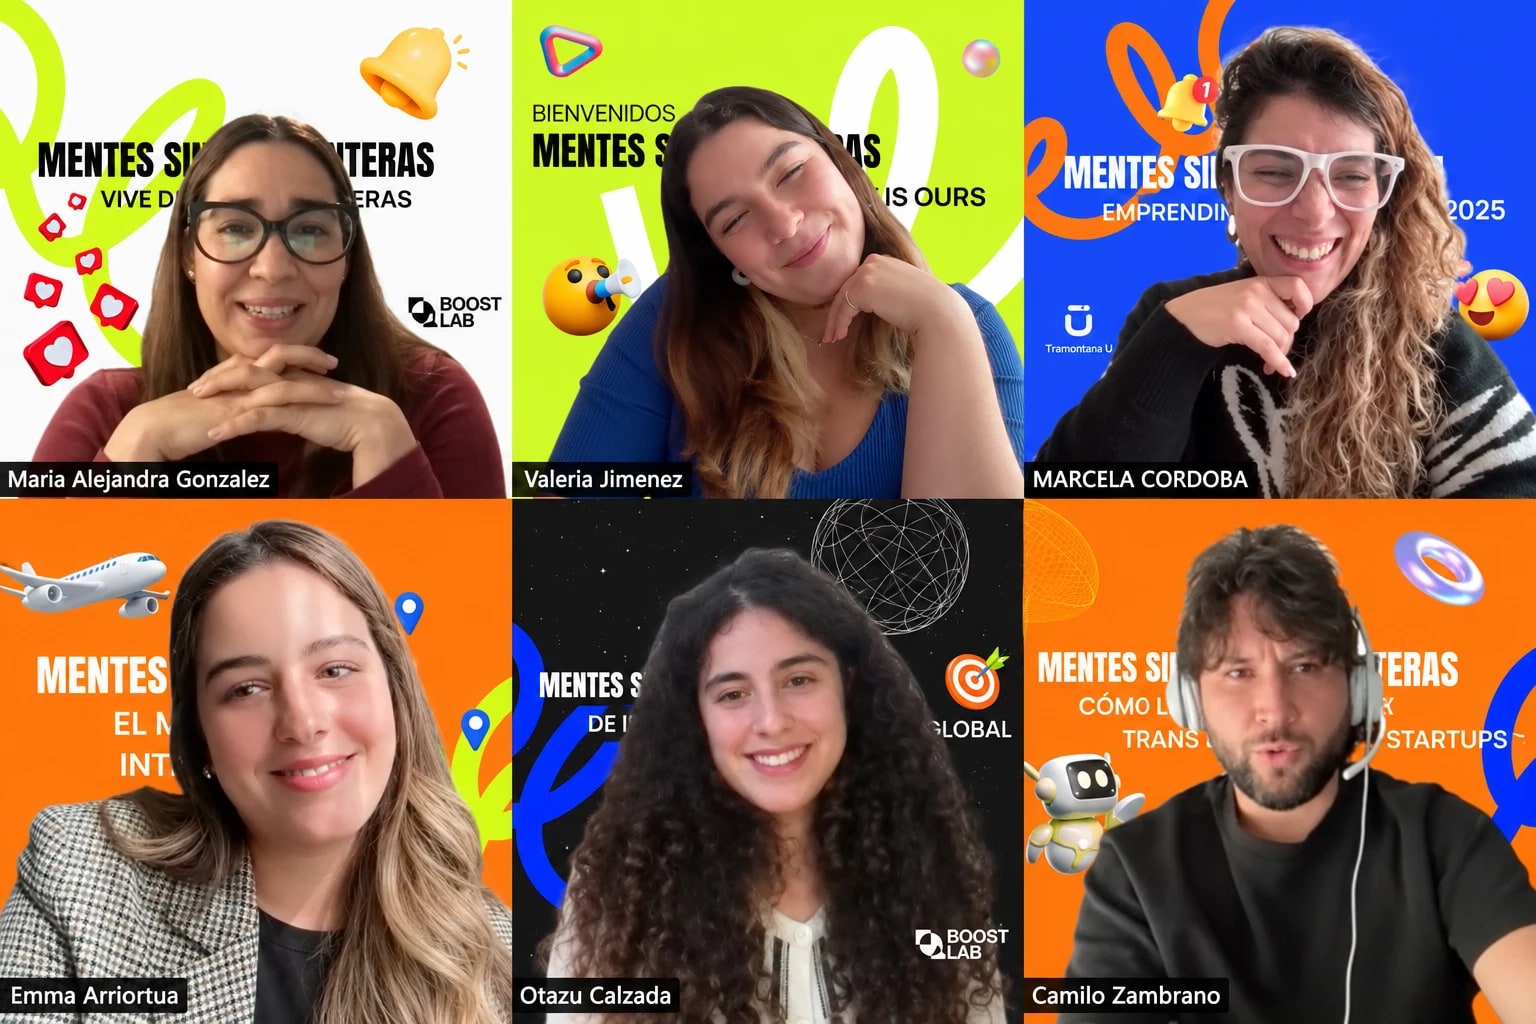 MENTES SI NTERAS
VIVE D ERAS
BOOST
LAB
Maria Alejandra Gonzalez
BIENVENIDOS
MENTES S AS
IS OURS
Valeria Jimenez
1
MENTES SI
EMPRENDI 2025
Tramontana U
MARCELA CORDOBA
MENTES
EL M
INT
Emma Arriortua
MENTES S
DE I GLOBAL
BOOST
LAB
Otazu Calzada
MENTES SI TERAS
CÓMO L X
TRANS STARTUPS
Camilo Zambrano